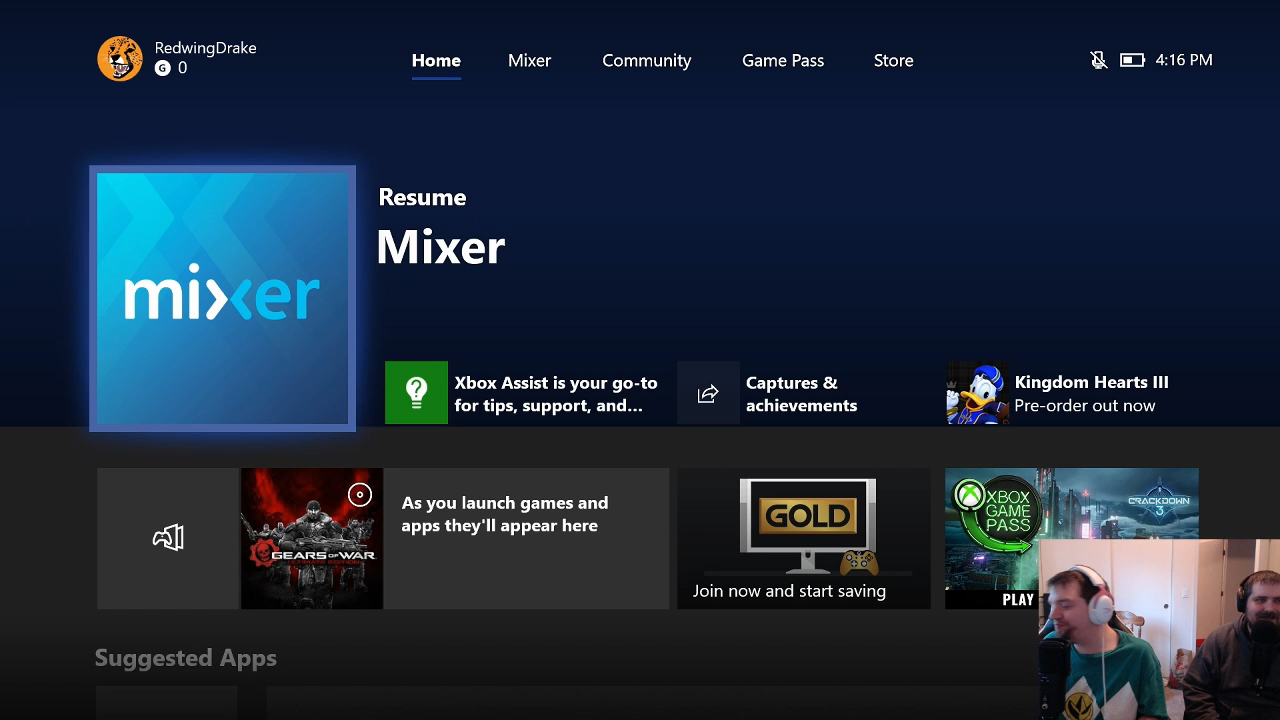 RedwingDrake
G 0
Home
Mixer
Community
Game Pass
Store
4:16 PM
mixer
Resume
Mixer
Xbox Assist is your go-to
for tips, support, and...
Captures &
achievements
Kingdom Hearts III
Pre-order out now
GEARS OF WAR
ULTIMATE EDITION
As you launch games and
apps they'll appear here
GOLD
Join now and start saving
XBOX
GAME
PASS
CRACKDOWN
3
PLAY
Suggested Apps